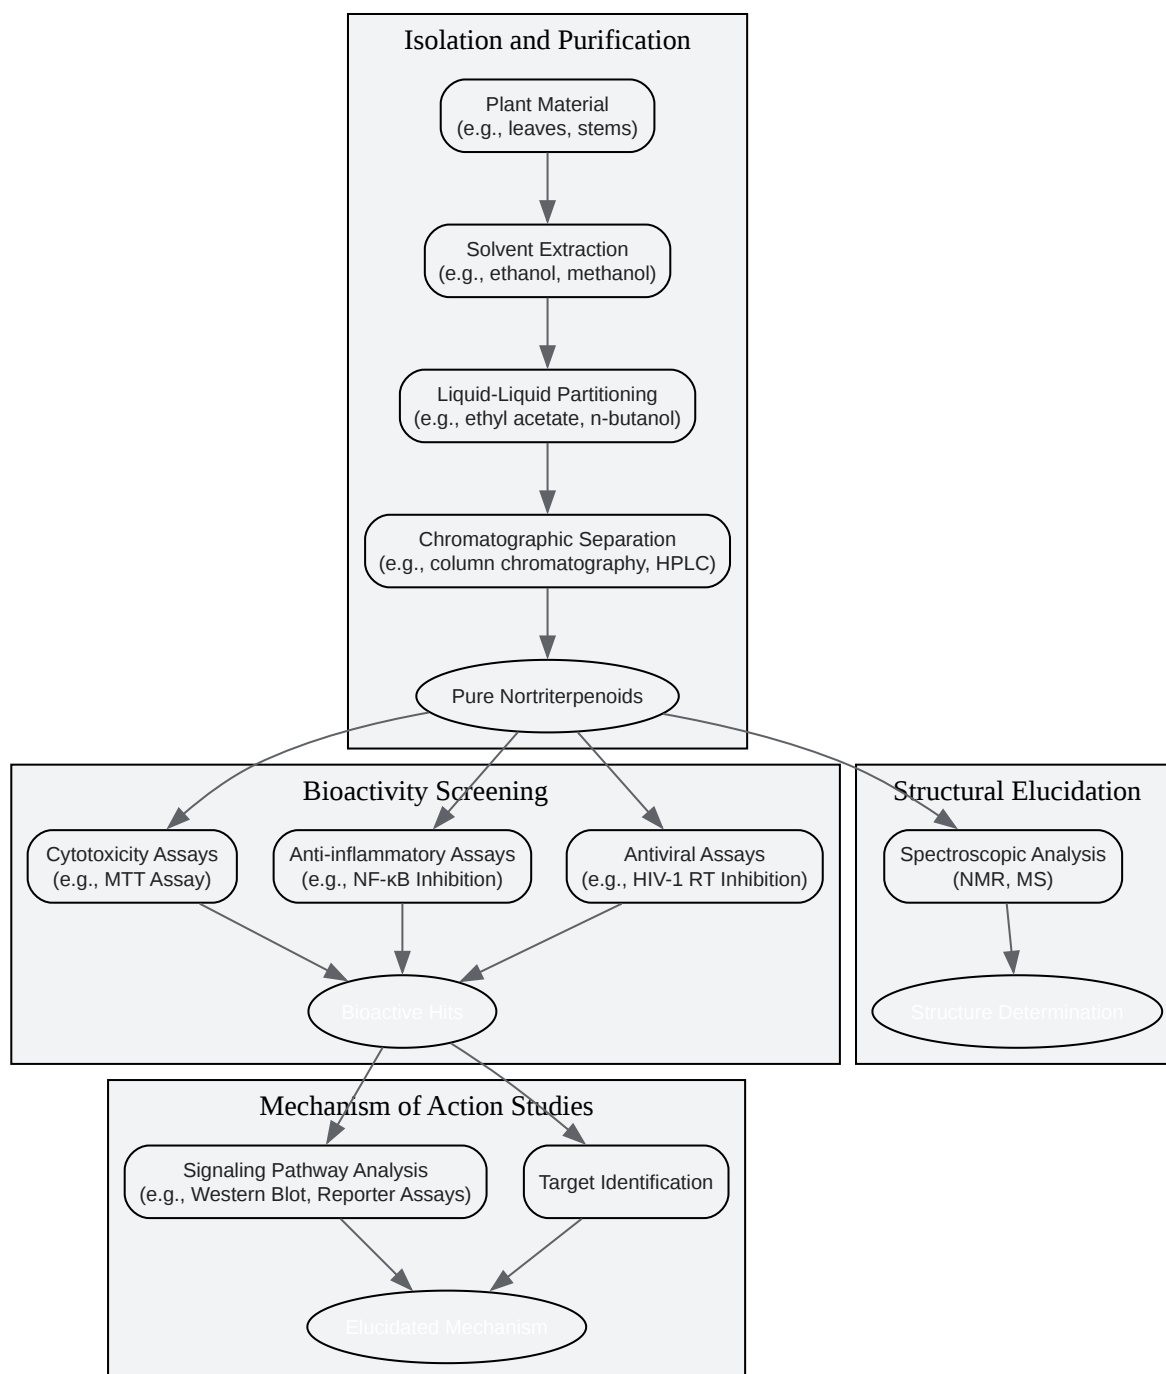 Isolation and Purification
Plant Material
(e.g., leaves, stems)
Solvent Extraction
(e.g., ethanol, methanol)
Liquid-Liquid Partitioning
(e.g., ethyl acetate, n-butanol)
Chromatographic Separation
(e.g., column chromatography, HPLC)
Pure Nortriterpenoids
Bioactivity Screening
Cytotoxicity Assays
(e.g., MTT Assay)
Anti-inflammatory Assays
(e.g., NF-κB Inhibition)
Antiviral Assays
(e.g., HIV-1 RT Inhibition)
Bioactive Hits
Structural Elucidation
Spectroscopic Analysis
(NMR, MS)
Structure Determination
Mechanism of Action Studies
Signaling Pathway Analysis
(e.g., Western Blot, Reporter Assays)
Target Identification
Elucidated Mechanism